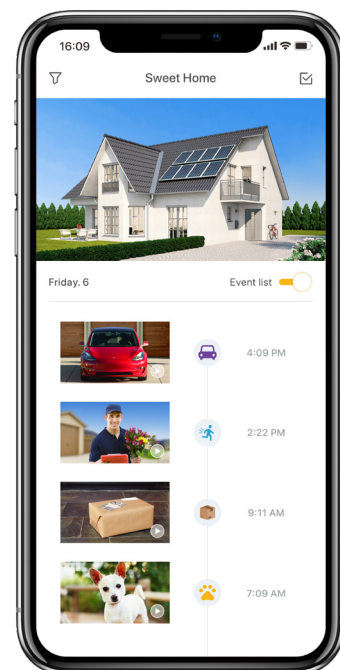 16:09
Sweet Home
Friday. 6 Event list
4:09 PM
2:22 PM
9:11 AM
7:09 AM